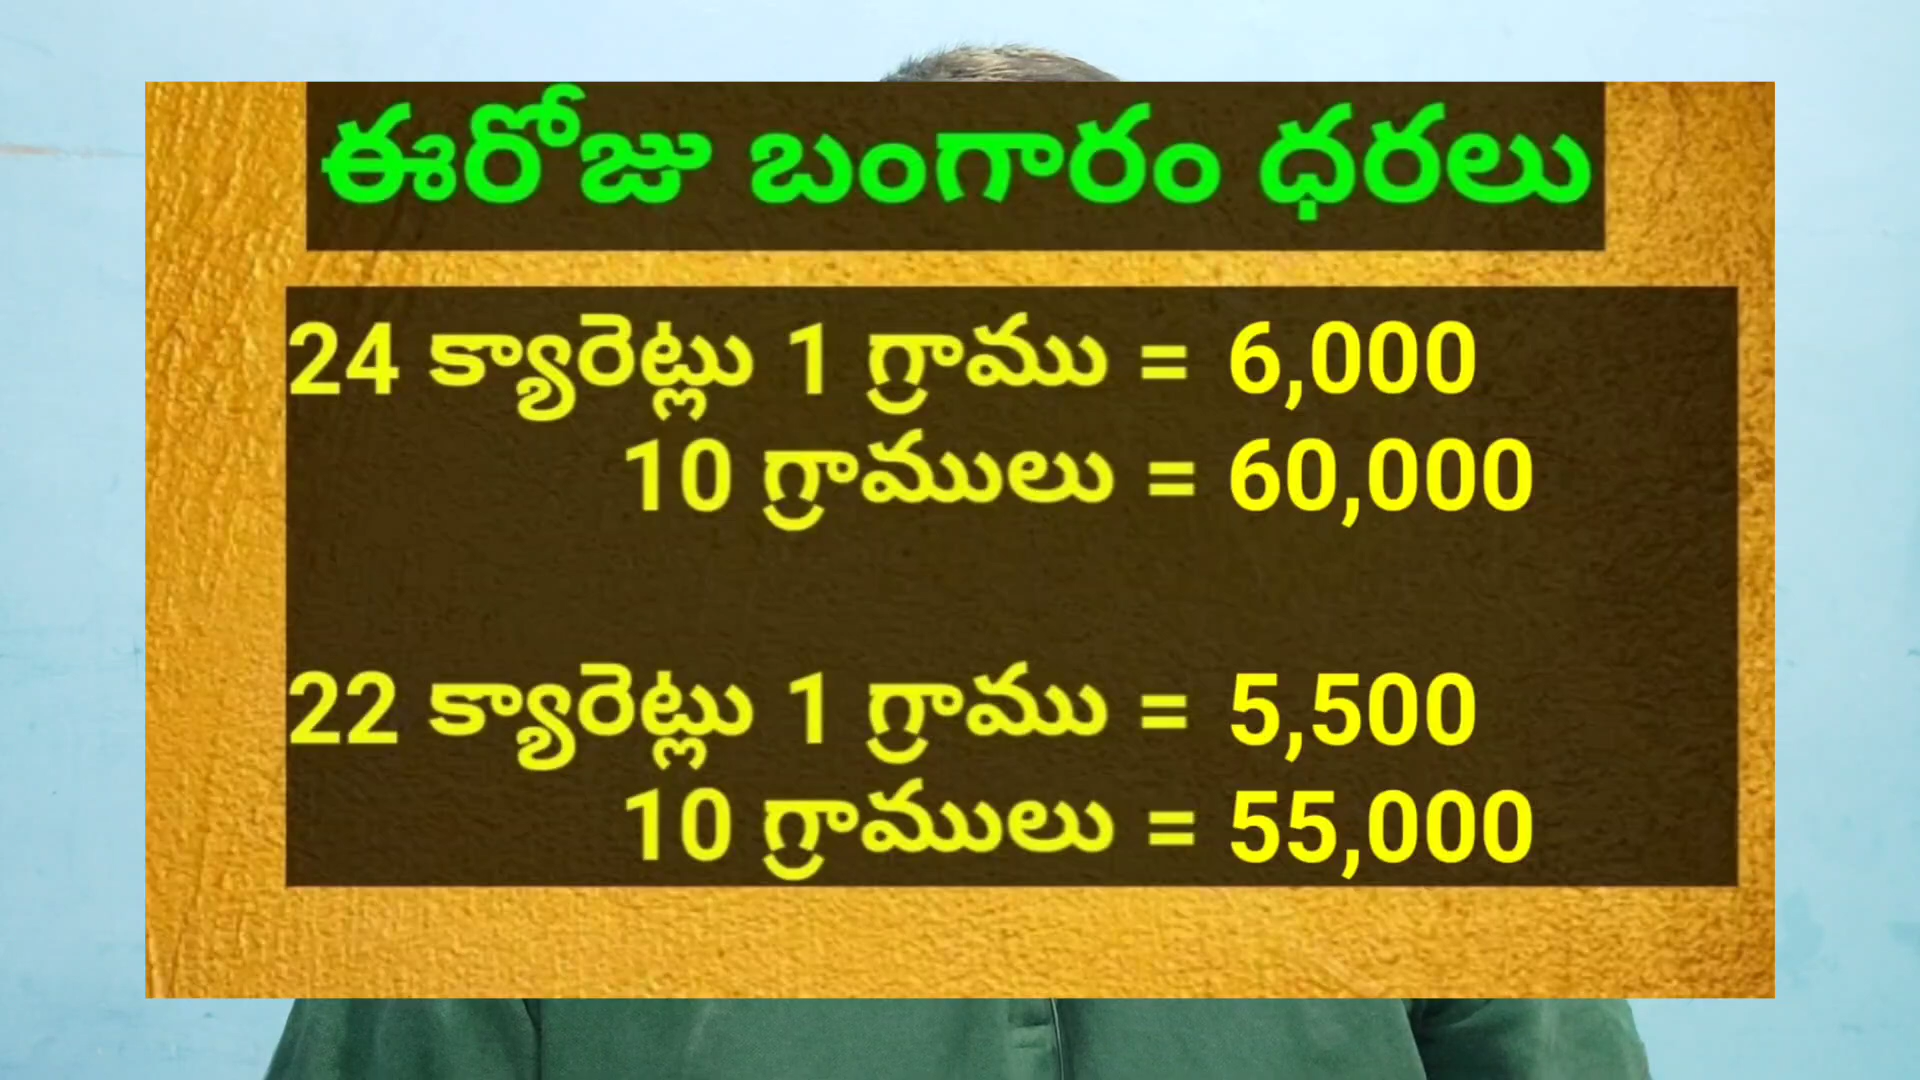 ఈరోజు బంగారం ధరలు
24 క్యారెట్లు 1 గ్రాము = 6,000
10 గ్రాములు = 60,000
22 క్యారెట్లు 1 గ్రాము = 5,500
10 గ్రాములు = 55,000